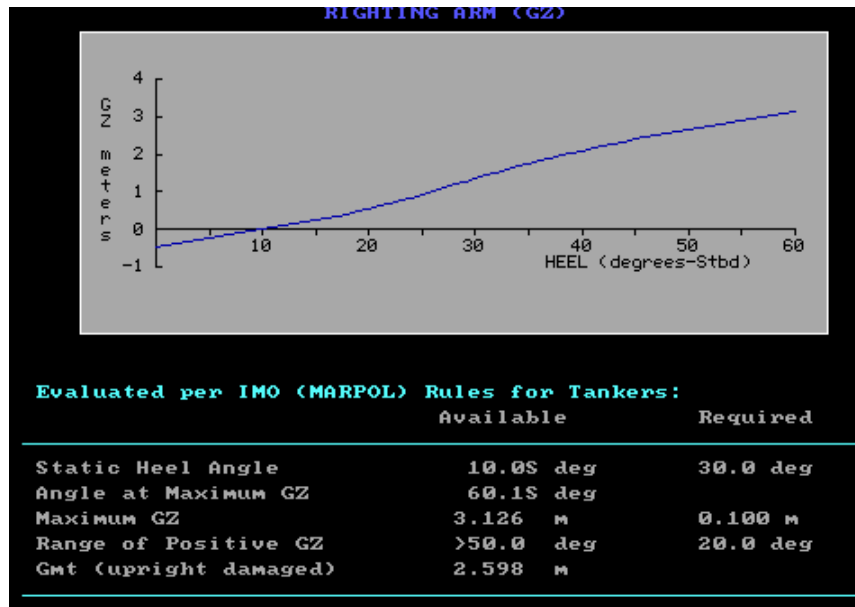 RIGHTING ARM (GZ)
4
3
2
1
0
-1
GZ meters
10 20 30 40 50 60
HEEL (degrees-Stbd)
Evaluated per IMO (MARPOL) Rules for Tankers:
Available Required
Static Heel Angle 10.0S deg 30.0 deg
Angle at Maximum GZ 60.1S deg
Maximum GZ 3.126 m 0.100 m
Range of Positive GZ >50.0 deg 20.0 deg
Gmt (upright damaged) 2.598 m